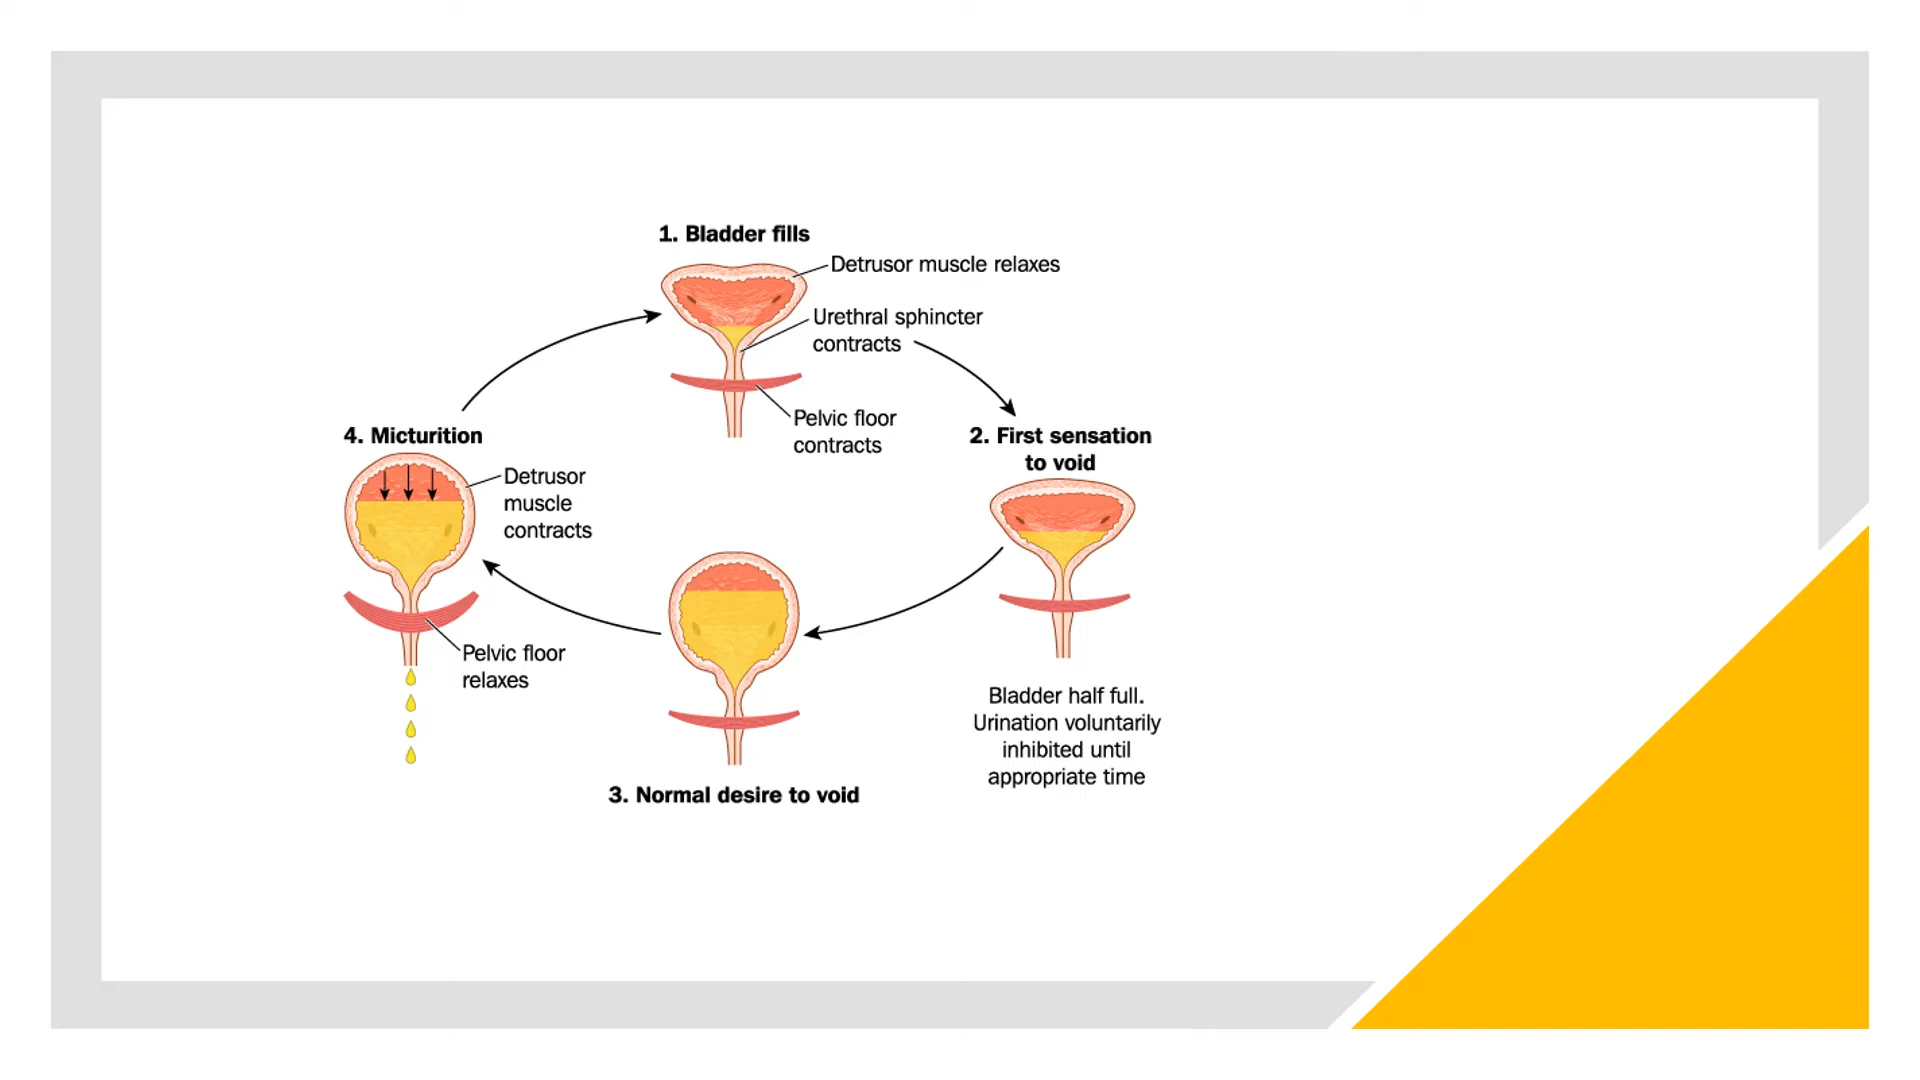 1. Bladder fills
Detrusor muscle relaxes
Urethral sphincter
contracts
Pelvic floor
contracts
2. First sensation
to void
Bladder half full.
Urination voluntarily
inhibited until
appropriate time
3. Normal desire to void
4. Micturition
Detrusor
muscle
contracts
Pelvic floor
relaxes